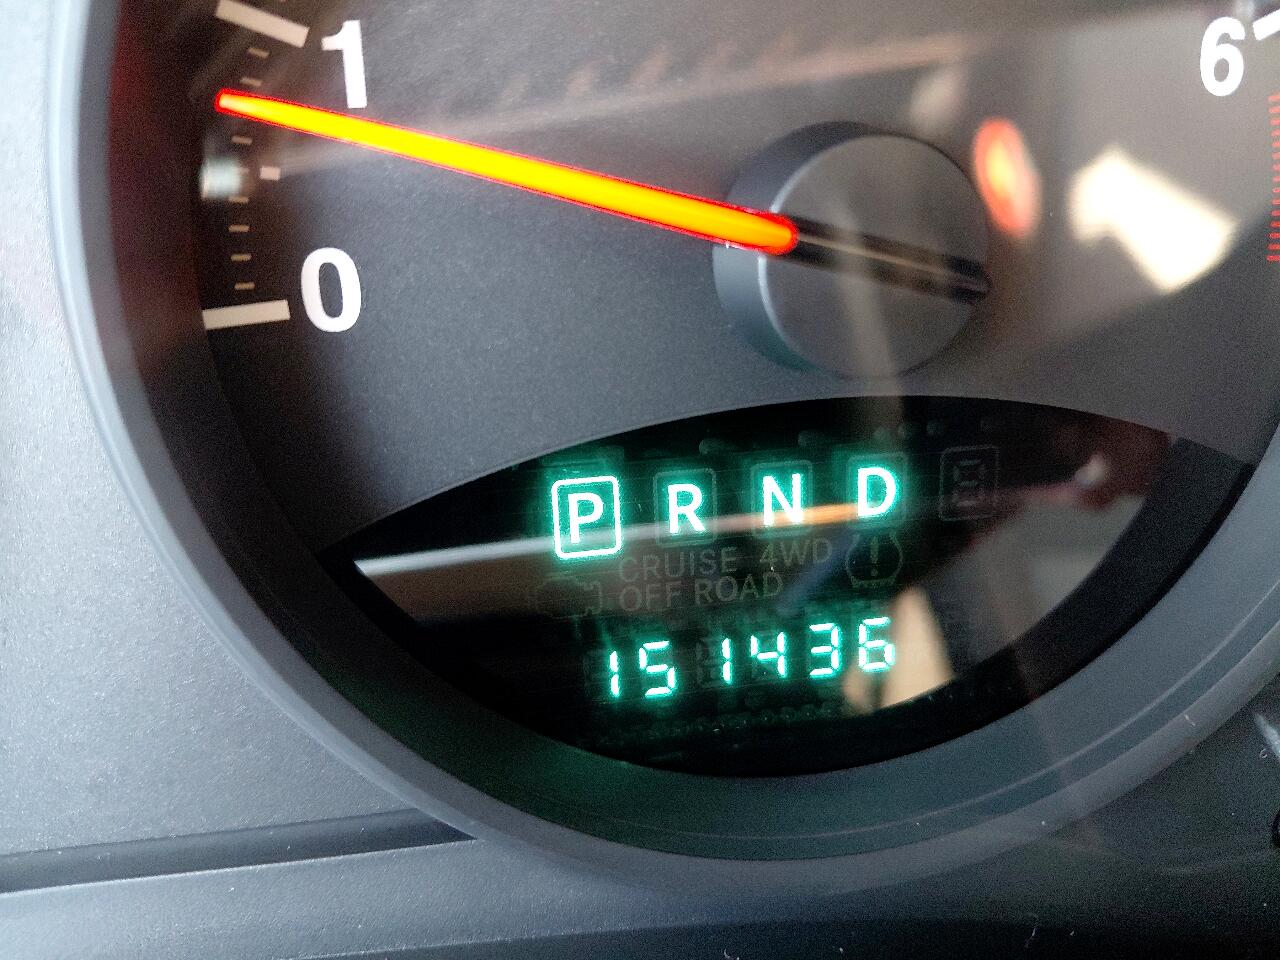 1
6
0
P R N D
CRUISE 4WD
OFF ROAD
151436